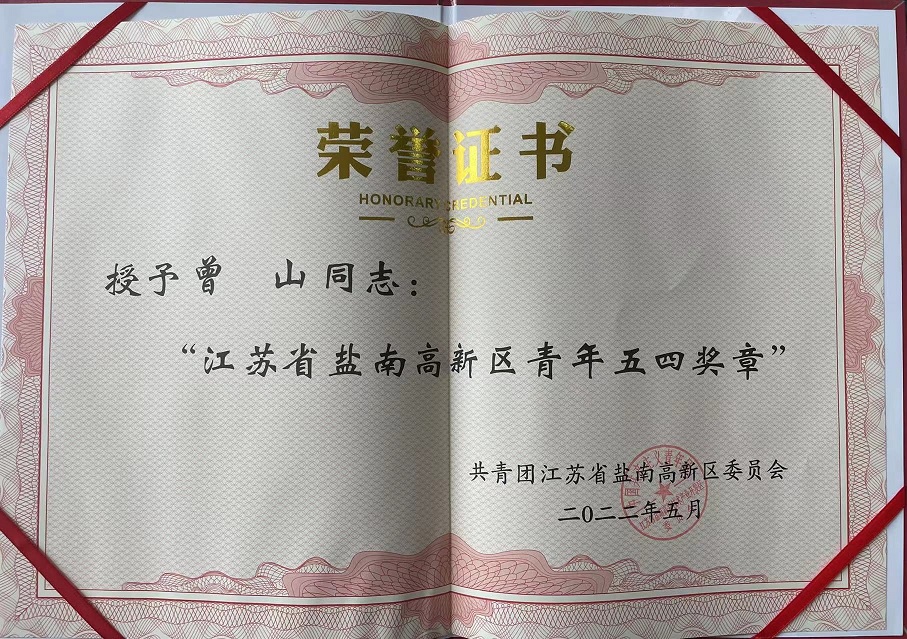 荣誉证书
HONORARY CREDENTIAL
授予曾 山同志：
“江苏省盐南高新区青年五四奖章”
共青团江苏省盐南高新区委员会
二〇二二年五月